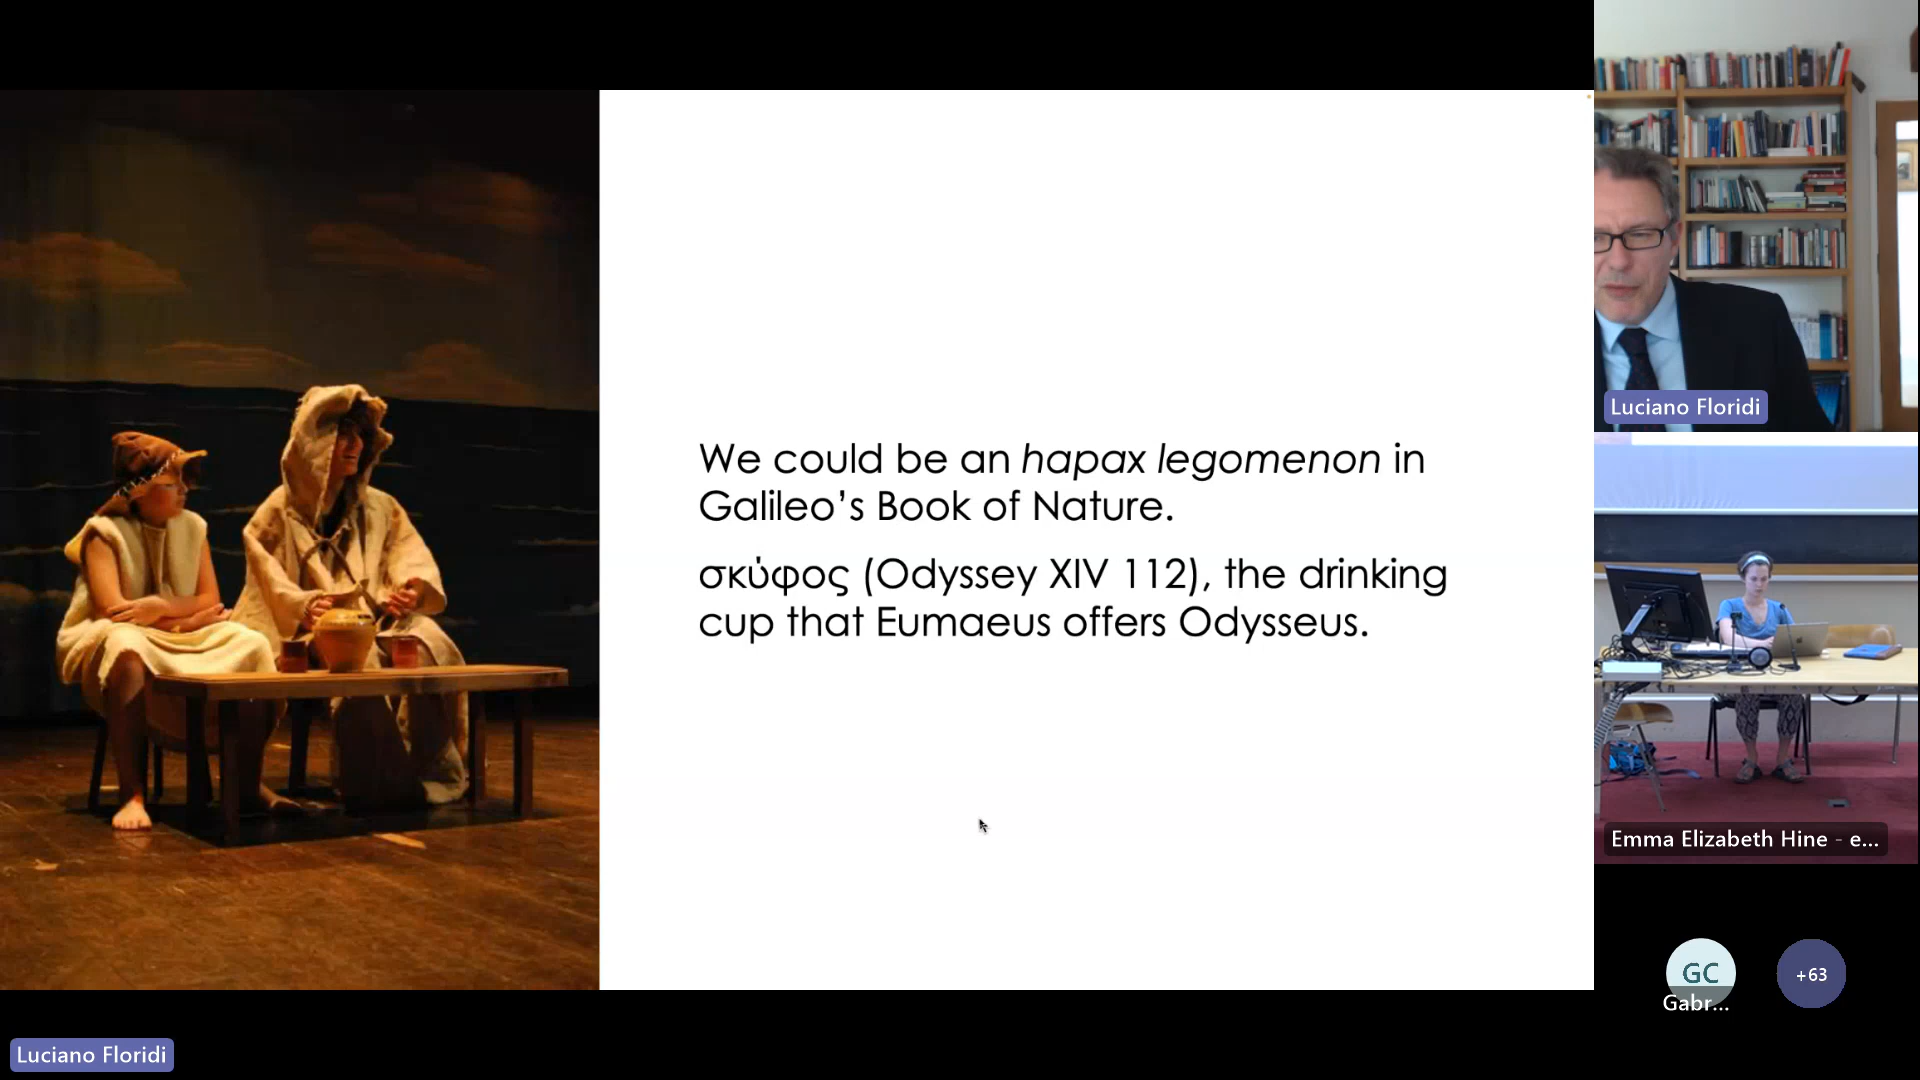 We could be an hapax legomenon in
Galileo’s Book of Nature.
σκύφος (Odyssey XIV 112), the drinking
cup that Eumaeus offers Odysseus.
Luciano Floridi
Emma Elizabeth Hine - e...
GC
Gabr...
+63
Luciano Floridi